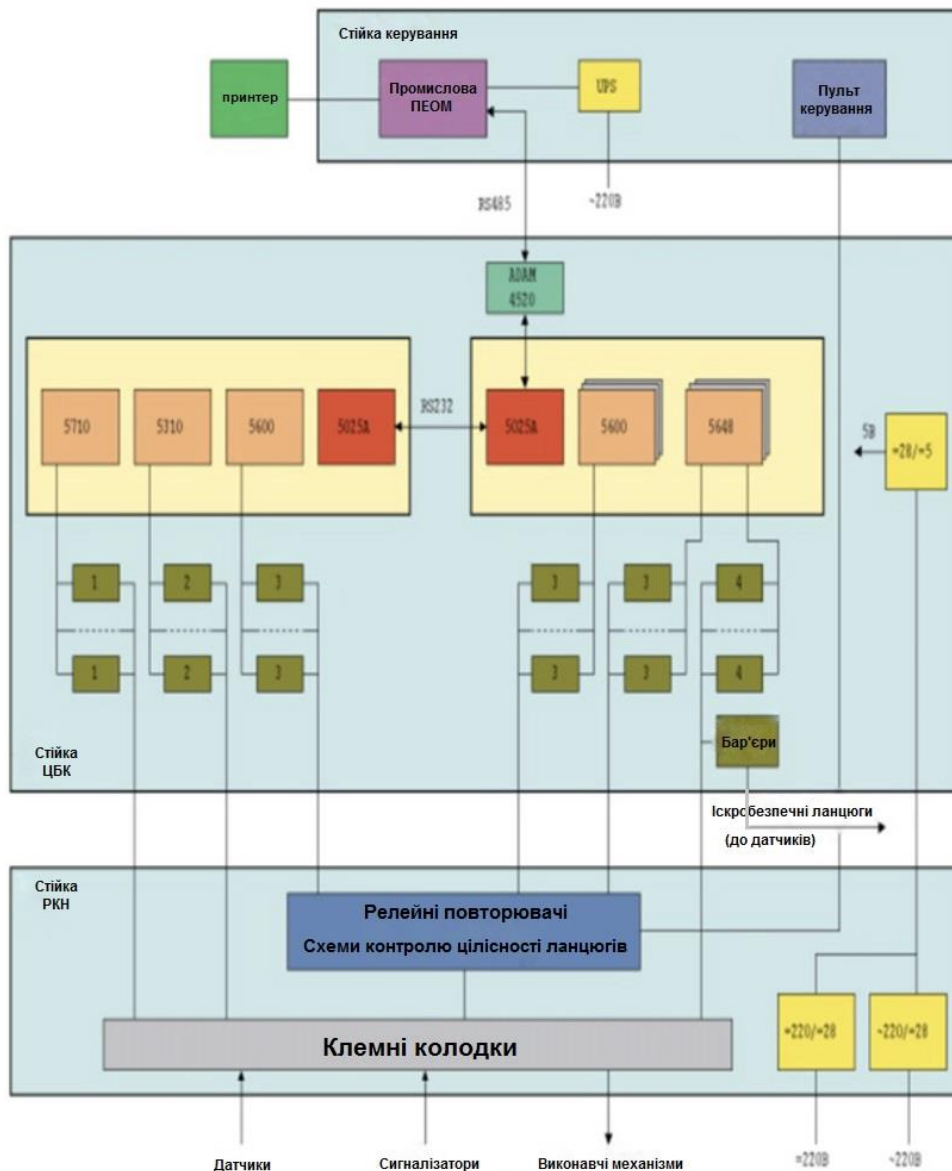 Стійка керування
принтер
Промислова
ПЕОМ
UPS
Пульт
керування
RS485
~220В
ADAM
4520
5710
5310
5600
5025A
RS232
5025A
5600
5648
5В
=28/=5
1
2
3
3
3
4
1
2
3
3
3
4
Бар'єри
Стійка
ЦБК
Іскробезпечні ланцюги
(до датчиків)
Стійка
РКН
Релейні повторювачі
Схеми контролю цілісності ланцюгів
=220/=28
~220/=28
Клемні колодки
Датчики
Сигналізатори
Виконавчі механізми
=220В
~220В